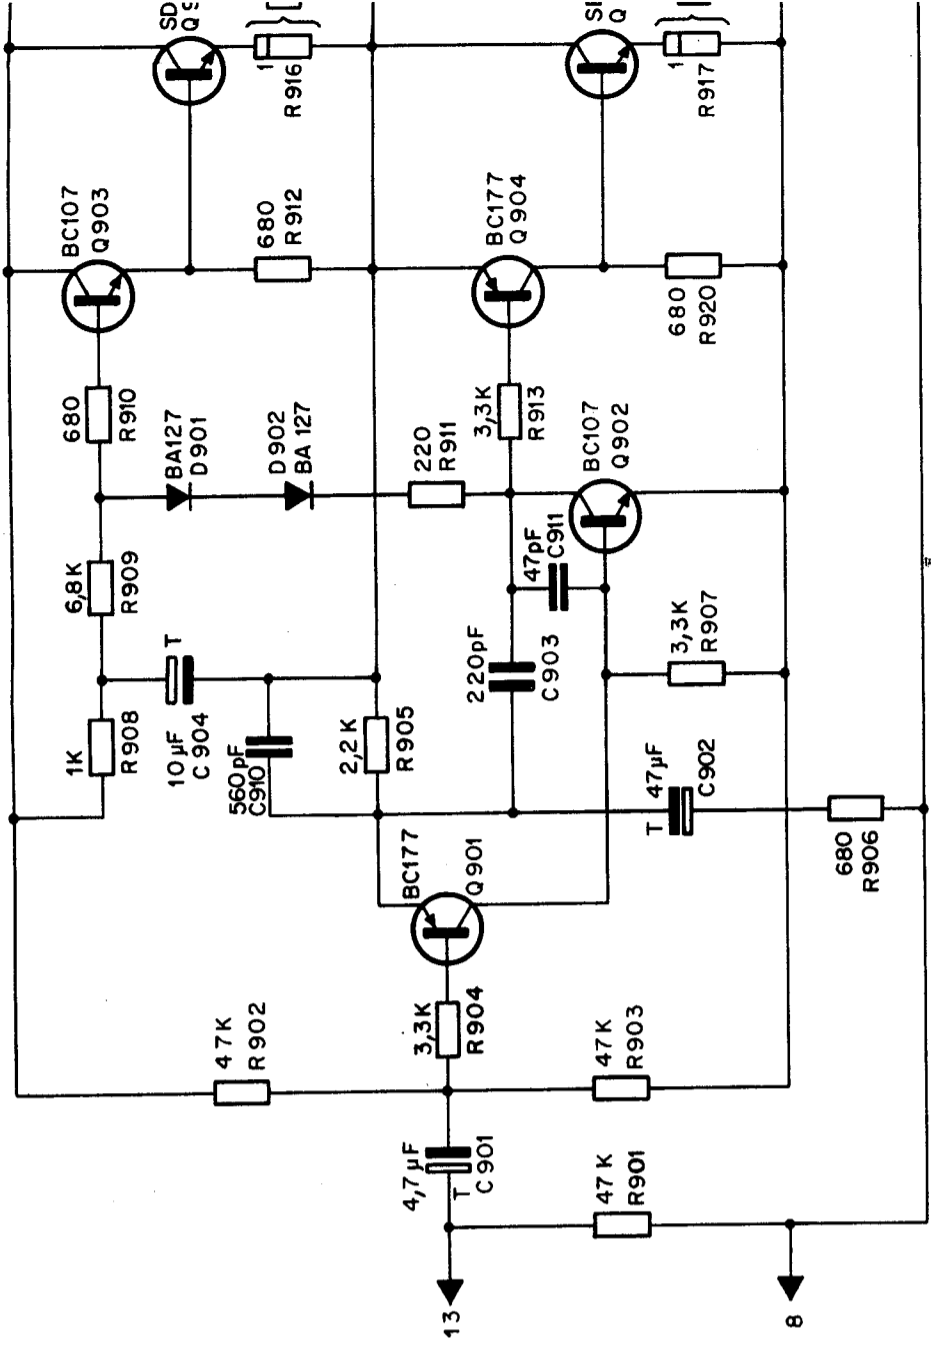 SD
Q9
1
R916
SI
Q
1
R917
BC107
Q903
680
R912
BC177
Q904
680
R920
680
R910
BA127
D901
D902
BA127
220
R911
3,3K
R913
BC107
Q902
6,8K
R909
47pF
C911
T
10µF
C904
220pF
C903
3,3K
R907
1K
R908
560pF
C910
2,2K
R905
T 47µF
C902
BC177
Q901
680
R906
47K
R902
3,3K
R904
47K
R903
4,7µF
T
C901
47K
R901
13
8